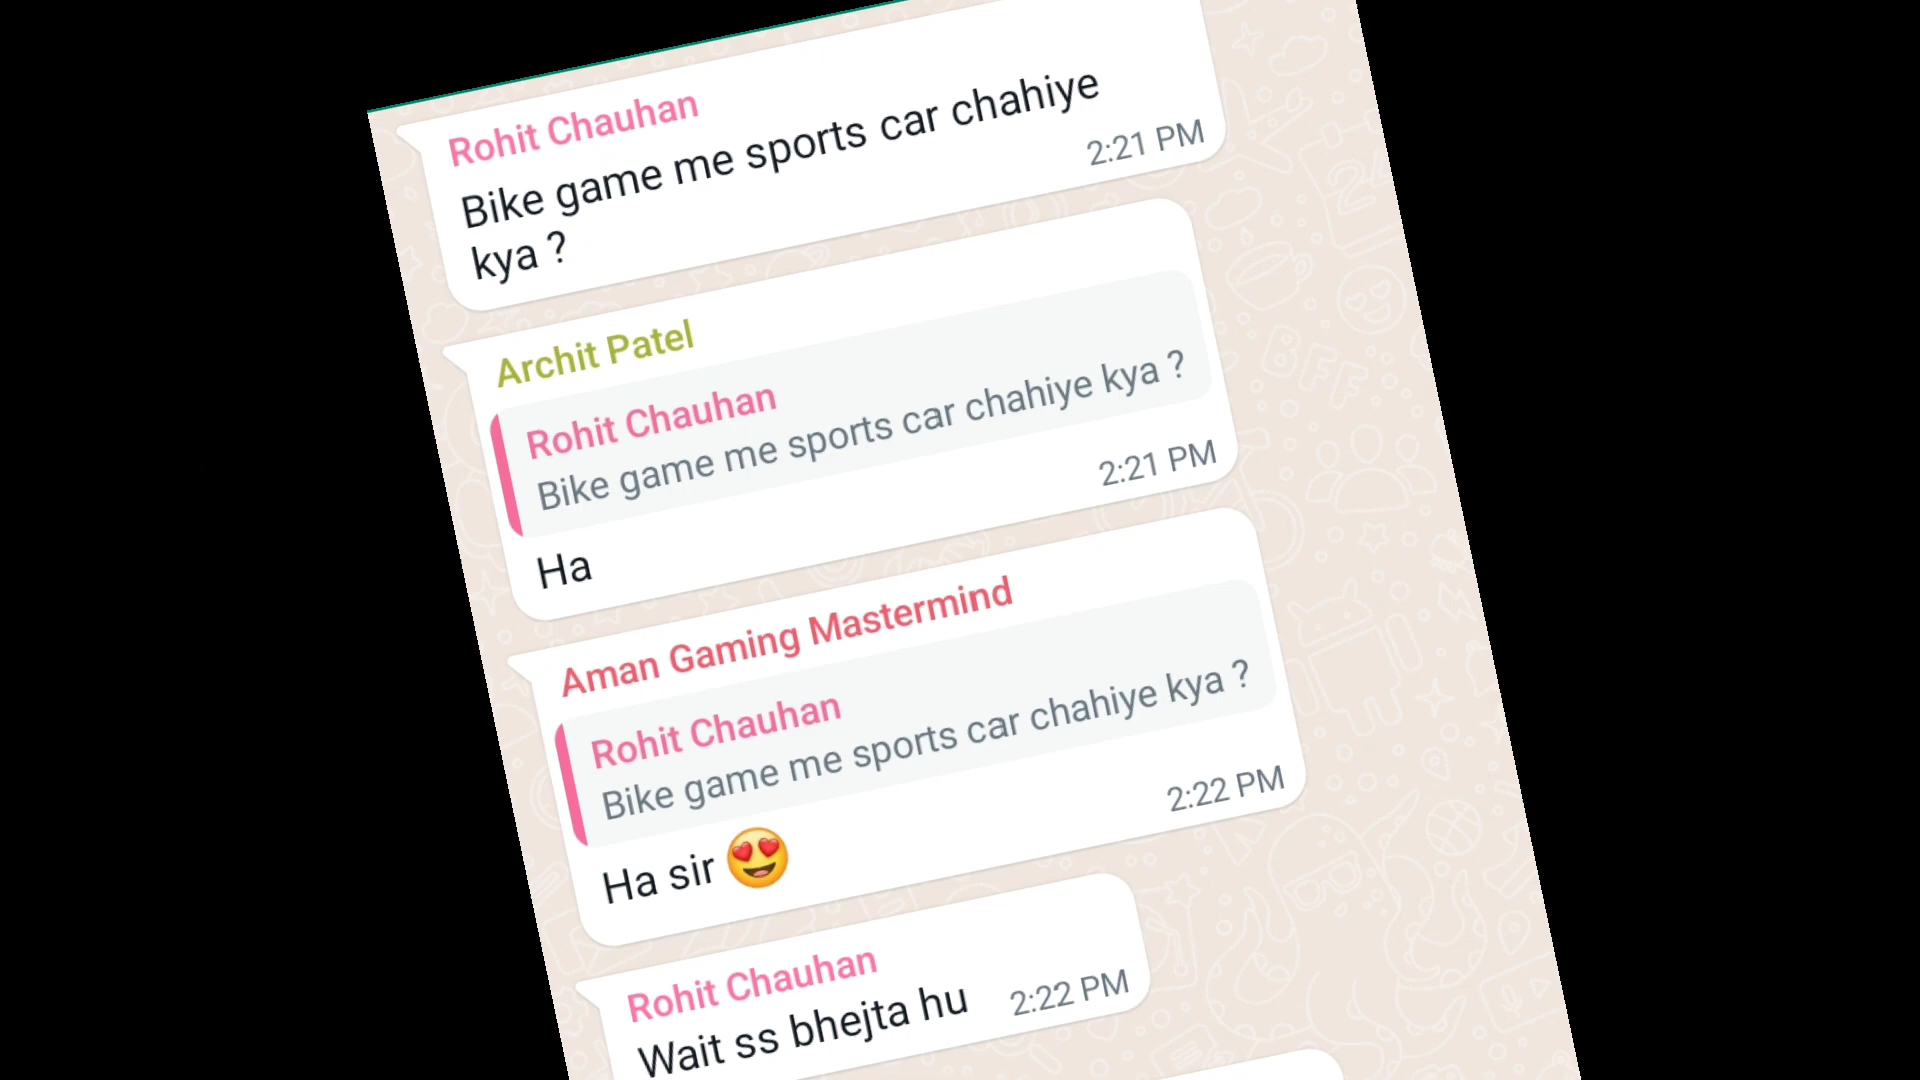 Rohit Chauhan
Bike game me sports car chahiye
kya ?
2:21 PM
Archit Patel
Rohit Chauhan
Bike game me sports car chahiye kya ?
Ha
2:21 PM
Aman Gaming Mastermind
Rohit Chauhan
Bike game me sports car chahiye kya ?
Ha sir 😍
2:22 PM
Rohit Chauhan
Wait ss bhejta hu
2:22 PM